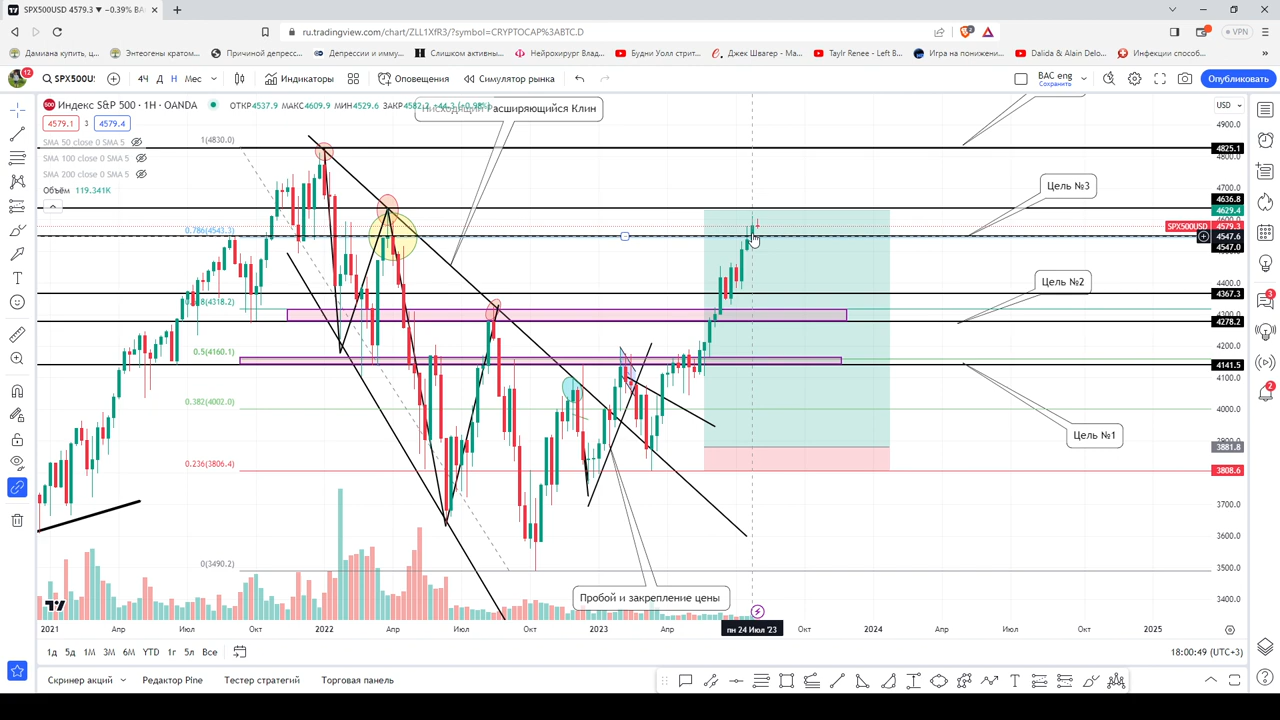 SPX500USD 4579.3 ▼ −0.39% BA
ru.tradingview.com/chart/ZLL1XfR3/?symbol=CRYPTOCAP%3ABTC.D
2
VPN
Дамиана купить, ц...
Энтеогены кратом...
Причиной депресс...
Депрессии и имму...
Слишком активны...
Нейрохирург Влад...
Будни Уолл стрит...
Джек Швагер - Ма...
Taylr Renee - Left B...
Игра на понижени...
Dalida & Alain Delo...
Инфекции способ...
12
SPX500U:
4Ч Д Н Мес
Индикаторы
Оповещения
Симулятор рынка
BAC eng
Сохранить
Опубликовать
Индекс S&P 500 · 1Н · OANDA
ОТКР4537.9 МАКС4609.9 МИН4529.6
Нисходящий Расширяющийся Клин
USD
4579.1 3 4579.4
SMA 50 close 0 SMA 5
SMA 100 close 0 SMA 5
SMA 200 close 0 SMA 5
Объём 119.341K
1(4830.0)
0.786(4543.3)
0.5(4160.1)
0.382(4002.0)
0.236(3806.4)
0(3490.2)
Цель №3
Цель №2
Цель №1
Пробой и закрепление цены
4900.0
4825.1
4700.0
4636.8
4629.4
SPX500USD 4579.3
4547.6
4547.0
4367.3
4278.2
4200.0
4141.5
4100.0
4000.0
3881.8
3808.6
3700.0
3600.0
3500.0
3400.0
3
2
2021 Апр Июл Окт 2022 Апр Июл Окт 2023 Апр пн 24 Июл '23 Окт 2024 Апр Июл Окт 2025
1д 5д 1М 3М 6М YTD 1г 5л Все
18:00:49 (UTC+3)
Скринер акций
Редактор Pine
Тестер стратегий
Торговая панель